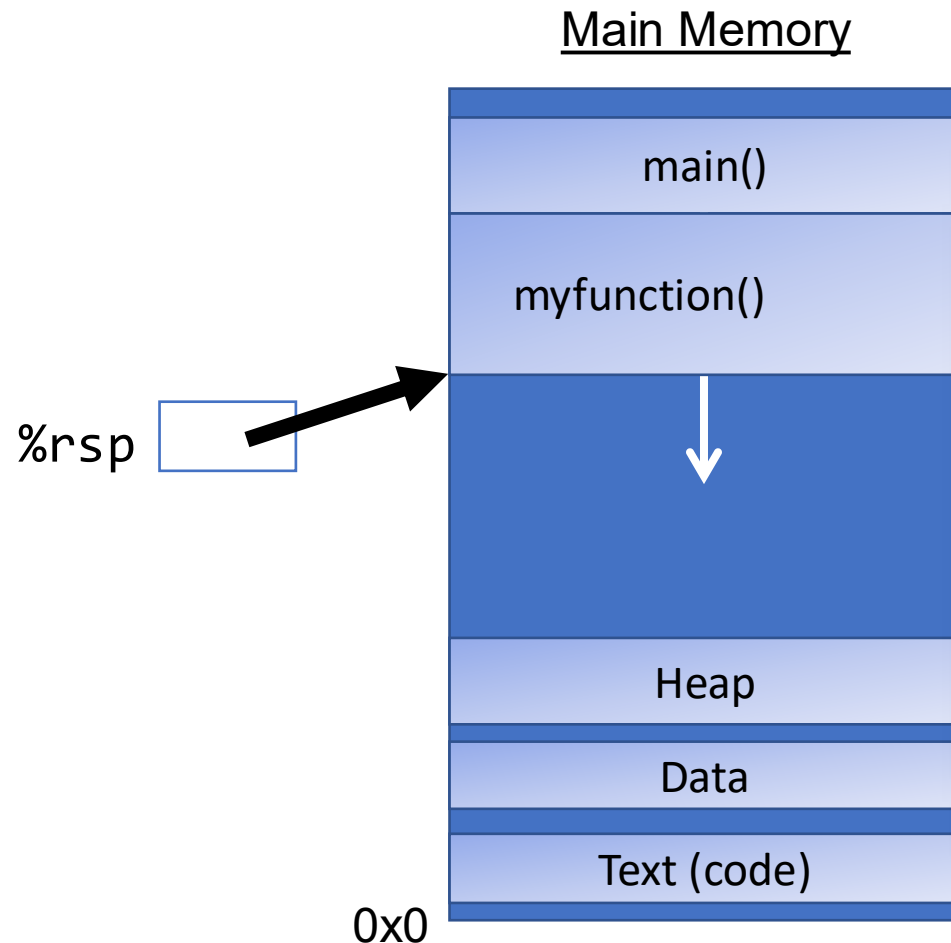 Main Memory
main()
myfunction()
%rsp
Heap
Data
Text (code)
0x0